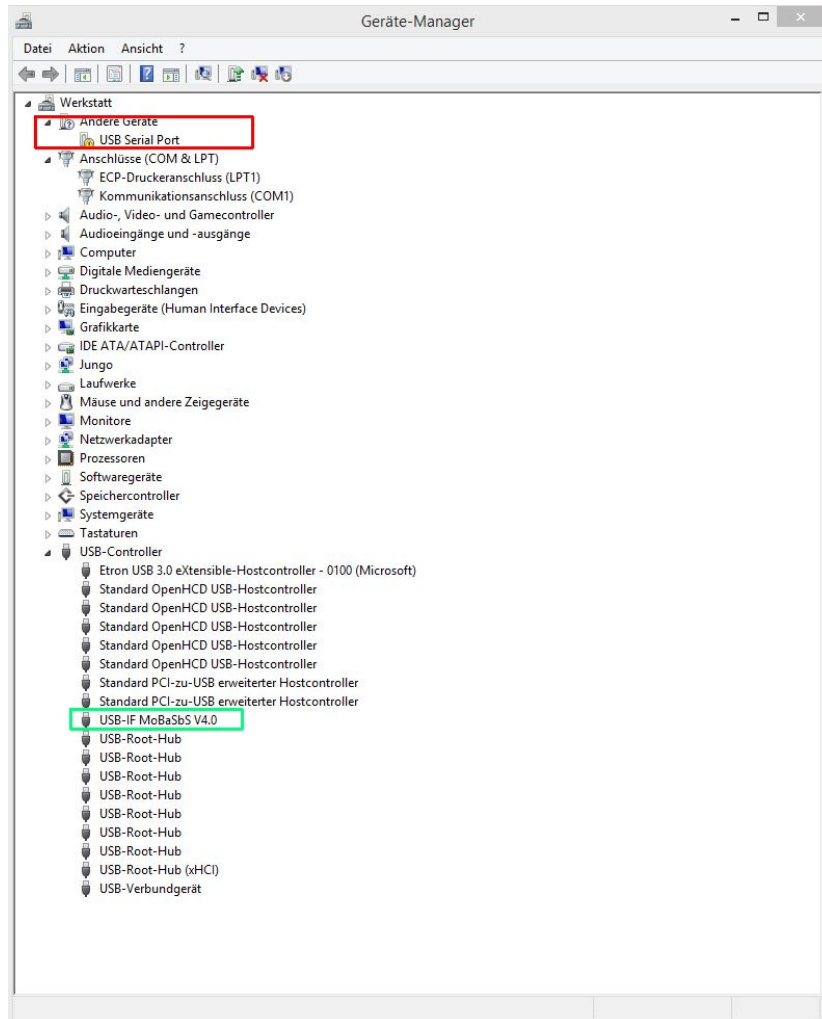 Geräte-Manager
Datei Aktion Ansicht ?
Werkstatt
Andere Geräte
USB Serial Port
Anschlüsse (COM & LPT)
ECP-Druckeranschluss (LPT1)
Kommunikationsanschluss (COM1)
Audio-, Video- und Gamecontroller
Audioeingänge und -ausgänge
Computer
Digitale Mediengeräte
Druckwarteschlangen
Eingabegeräte (Human Interface Devices)
Grafikkarte
IDE ATA/ATAPI-Controller
Jungo
Laufwerke
Mäuse und andere Zeigegeräte
Monitore
Netzwerkadapter
Prozessoren
Softwaregeräte
Speichercontroller
Systemgeräte
Tastaturen
USB-Controller
Etron USB 3.0 eXtensible-Hostcontroller - 0100 (Microsoft)
Standard OpenHCD USB-Hostcontroller
Standard OpenHCD USB-Hostcontroller
Standard OpenHCD USB-Hostcontroller
Standard OpenHCD USB-Hostcontroller
Standard OpenHCD USB-Hostcontroller
Standard PCI-zu-USB erweiterter Hostcontroller
Standard PCI-zu-USB erweiterter Hostcontroller
USB-IF MoBaSbS V4.0
USB-Root-Hub
USB-Root-Hub
USB-Root-Hub
USB-Root-Hub
USB-Root-Hub
USB-Root-Hub
USB-Root-Hub
USB-Root-Hub (xHCI)
USB-Verbundgerät